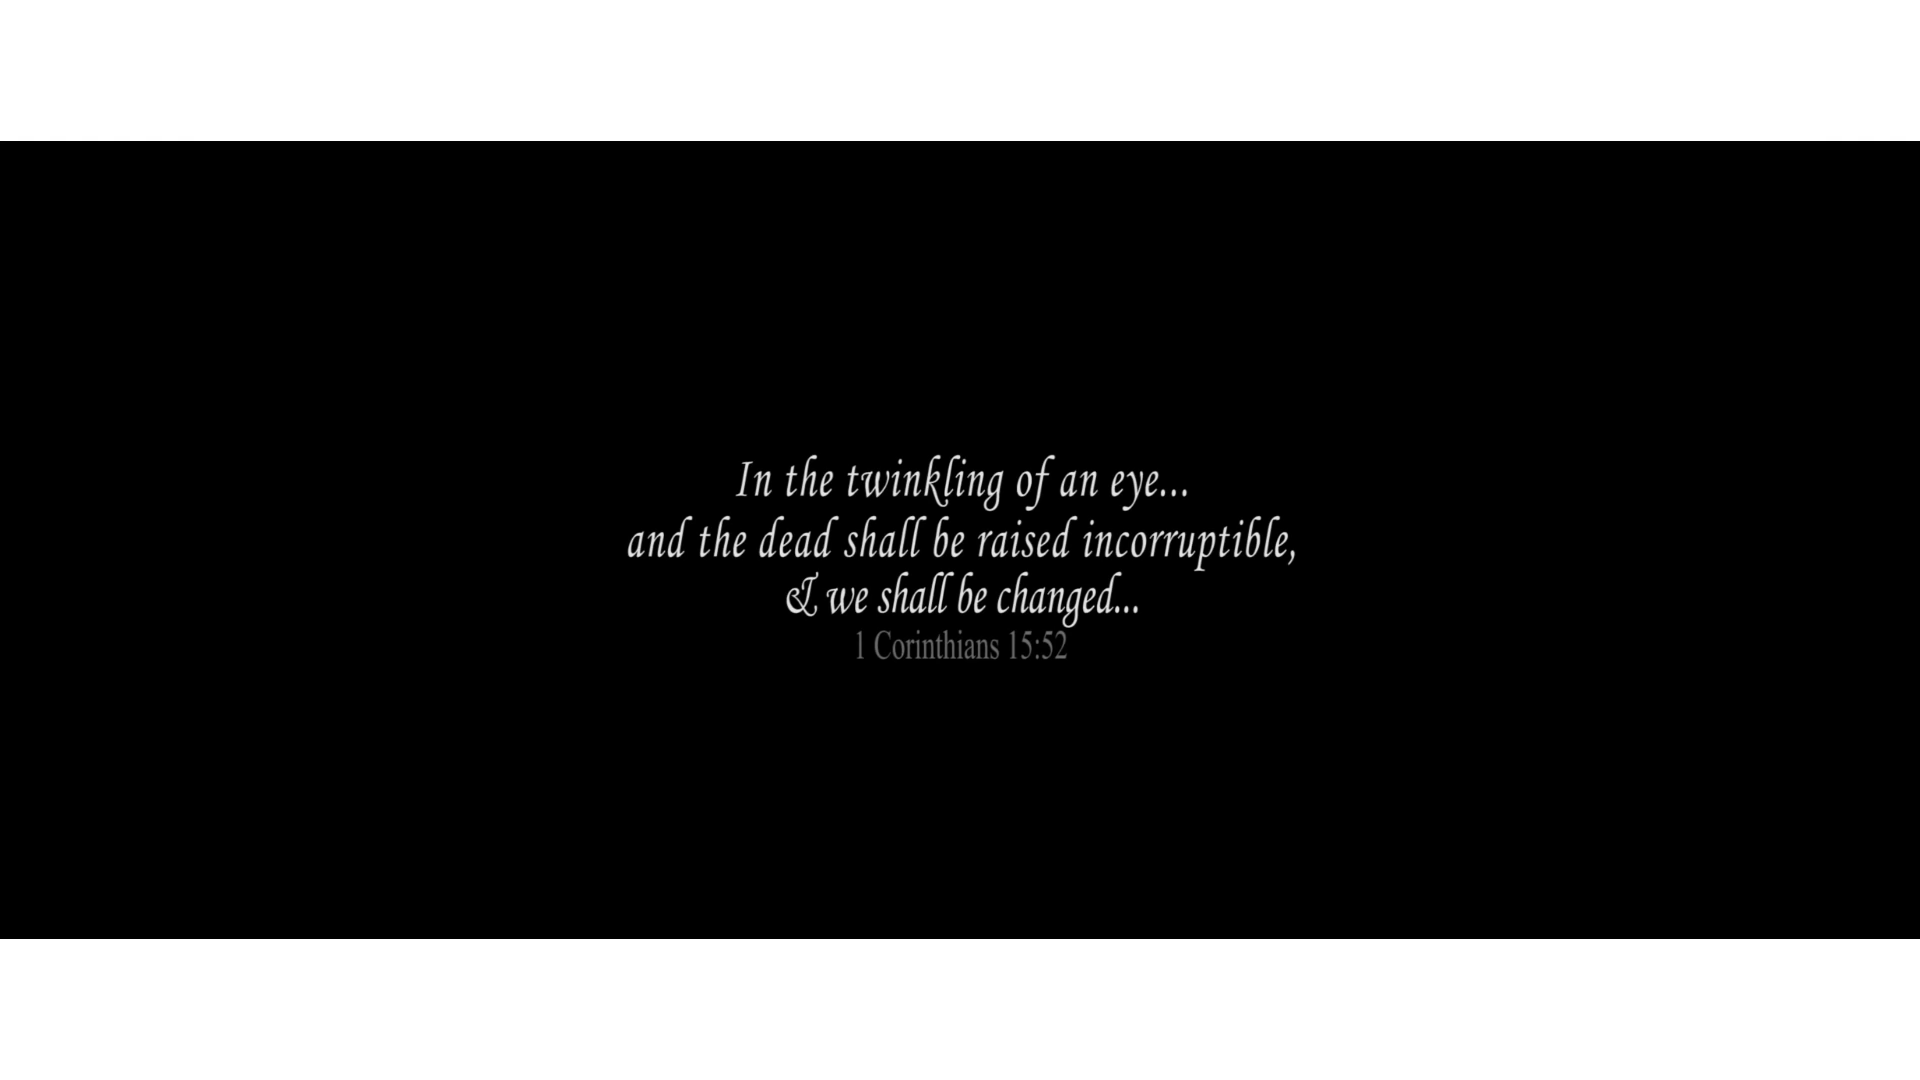 In the twinkling of an eye...
and the dead shall be raised incorruptible,
& we shall be changed...
1 Corinthians 15:52